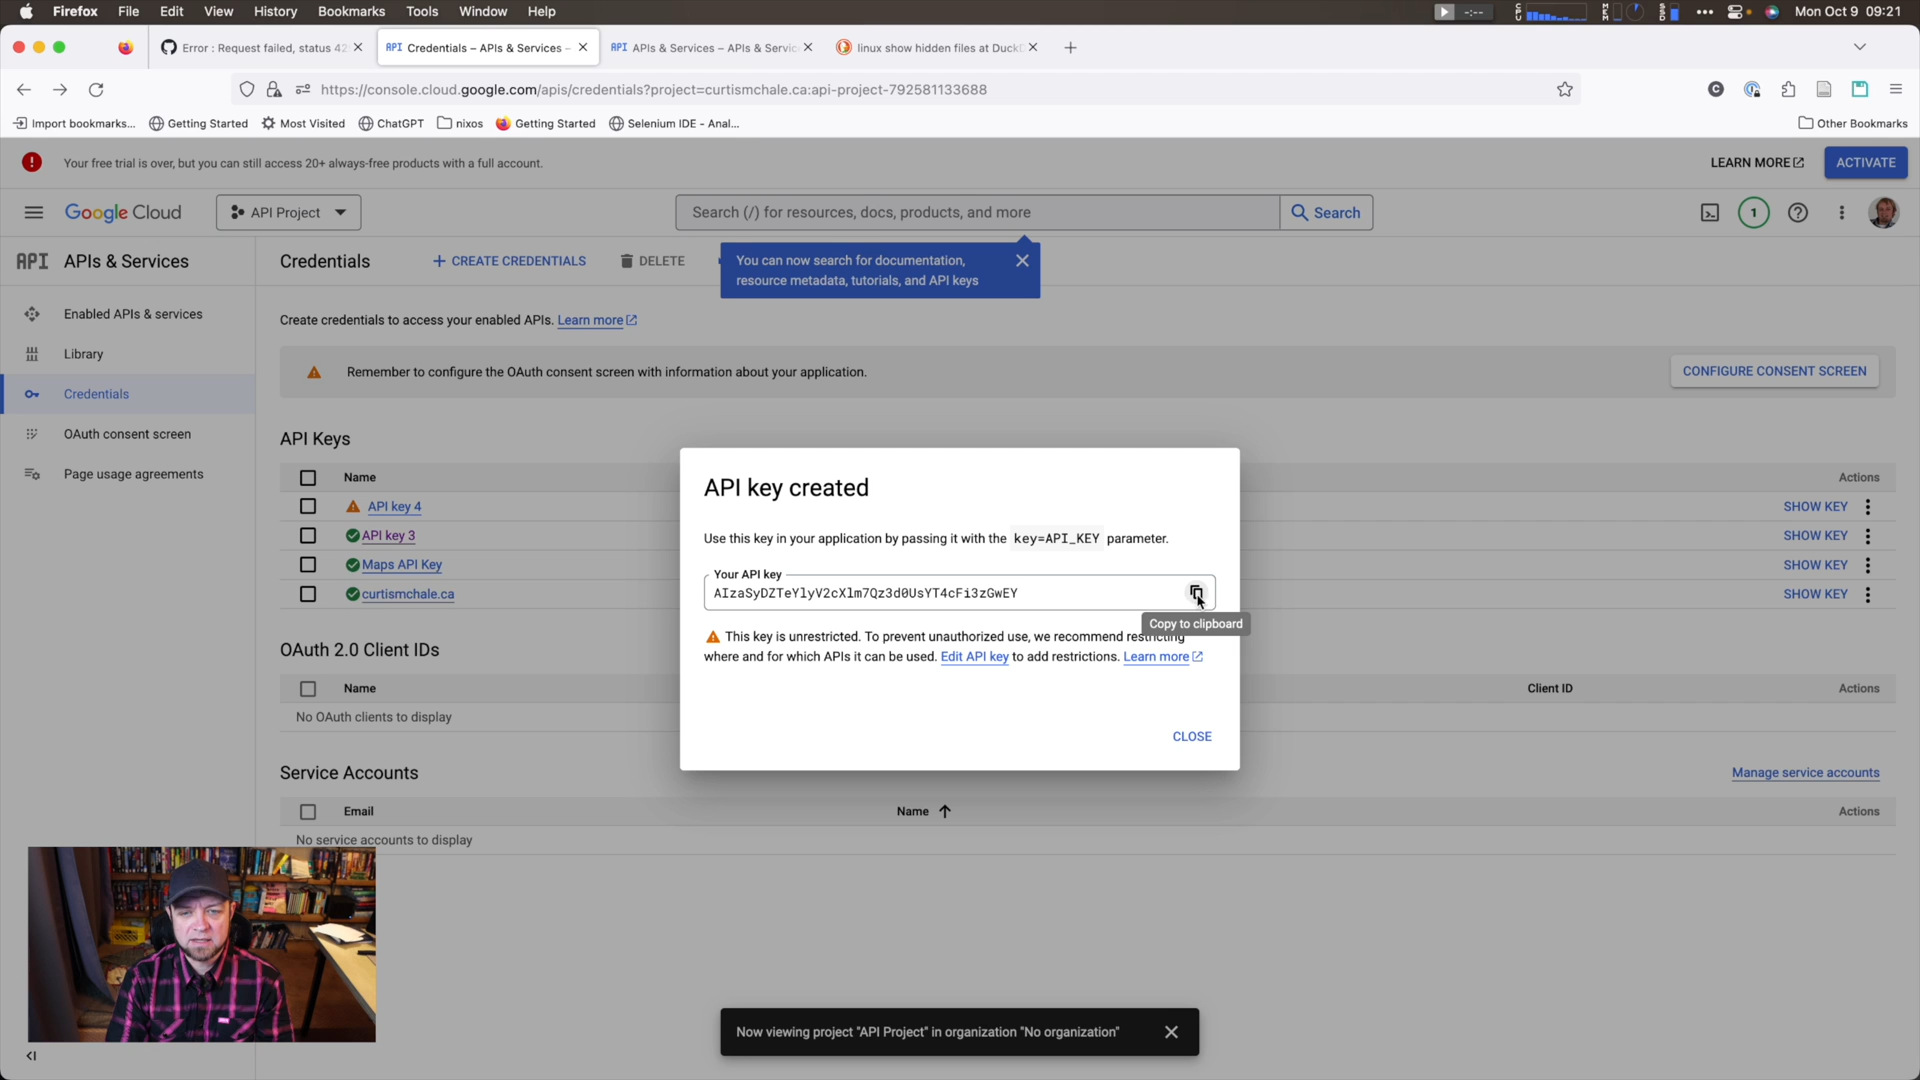 Firefox File Edit View History Bookmarks Tools Window Help
-:-- Mon Oct 9 09:21
Error : Request failed, status 42
API Credentials – APIs & Services –
API APIs & Services – APIs & Servic
linux show hidden files at Duck
https://console.cloud.google.com/apis/credentials?project=curtismchale.ca:api-project-792581133688
Import bookmarks... Getting Started Most Visited ChatGPT nixos Getting Started Selenium IDE - Anal... Other Bookmarks
Your free trial is over, but you can still access 20+ always-free products with a full account. LEARN MORE ACTIVATE
Google Cloud API Project Search (/) for resources, docs, products, and more Search 1
API APIs & Services
Credentials + CREATE CREDENTIALS DELETE
You can now search for documentation,
resource metadata, tutorials, and API keys
Enabled APIs & services
Library
Credentials
OAuth consent screen
Page usage agreements
Create credentials to access your enabled APIs. Learn more
Remember to configure the OAuth consent screen with information about your application. CONFIGURE CONSENT SCREEN
API Keys
Name Actions
API key 4 SHOW KEY
API key 3 SHOW KEY
Maps API Key SHOW KEY
curtismchale.ca SHOW KEY
OAuth 2.0 Client IDs
Name Client ID Actions
No OAuth clients to display
Service Accounts Manage service accounts
Email Name Actions
No service accounts to display
API key created
Use this key in your application by passing it with the key=API_KEY parameter.
Your API key
AIzaSyDZTeYlyV2cXlm7Qz3d0UsYT4cFi3zGwEY
Copy to clipboard
This key is unrestricted. To prevent unauthorized use, we recommend restricting
where and for which APIs it can be used. Edit API key to add restrictions. Learn more
CLOSE
Now viewing project "API Project" in organization "No organization"